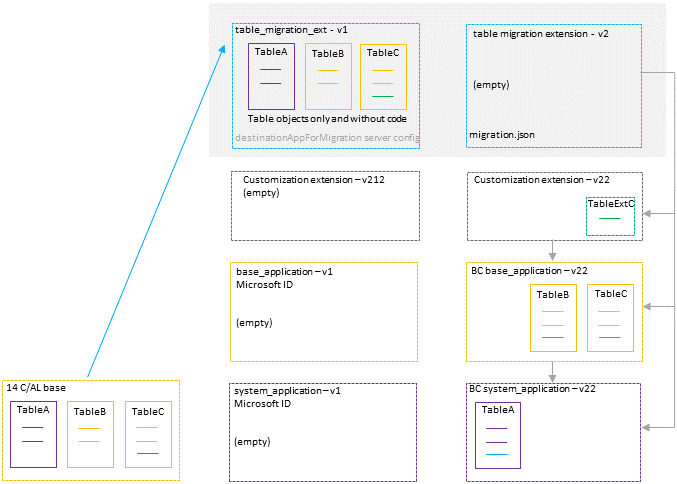 table_migration_ext - v1
TableA
TableB
TableC
Table objects only and without code
destinationAppForMigration server config
table migration extension - v2
(empty)
migration.json
Customization extension – v212
(empty)
Customization extension – v22
TableExtC
base_application – v1
Microsoft ID
(empty)
BC base_application – v22
TableB
TableC
14 C/AL base
TableA
TableB
TableC
system_application – v1
Microsoft ID
(empty)
BC system_application – v22
TableA